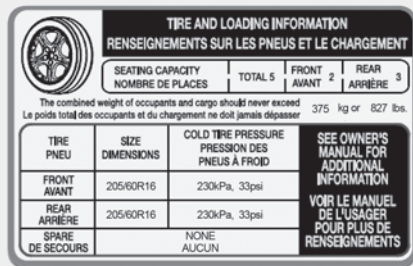 TIRE AND LOADING INFORMATION
RENSEIGNEMENTS SUR LES PNEUS ET LE CHARGEMENT
SEATING CAPACITY
NOMBRE DE PLACES
TOTAL 5
FRONT
AVANT 2
REAR
ARRIÈRE 3
The combined weight of occupants and cargo should never exceed
Le poids total des occupants et du chargement ne doit jamais dépasser
375 kg or 827 lbs.
TIRE
PNEU
SIZE
DIMENSIONS
COLD TIRE PRESSURE
PRESSION DES
PNEUS À FROID
FRONT
AVANT
205/60R16
230kPa, 33psi
REAR
ARRIÈRE
205/60R16
230kPa, 33psi
SPARE
DE SECOURS
NONE
AUCUN
SEE OWNER'S
MANUAL FOR
ADDITIONAL
INFORMATION
VOIR LE MANUEL
DE L'USAGER
POUR PLUS DE
RENSEIGNEMENTS